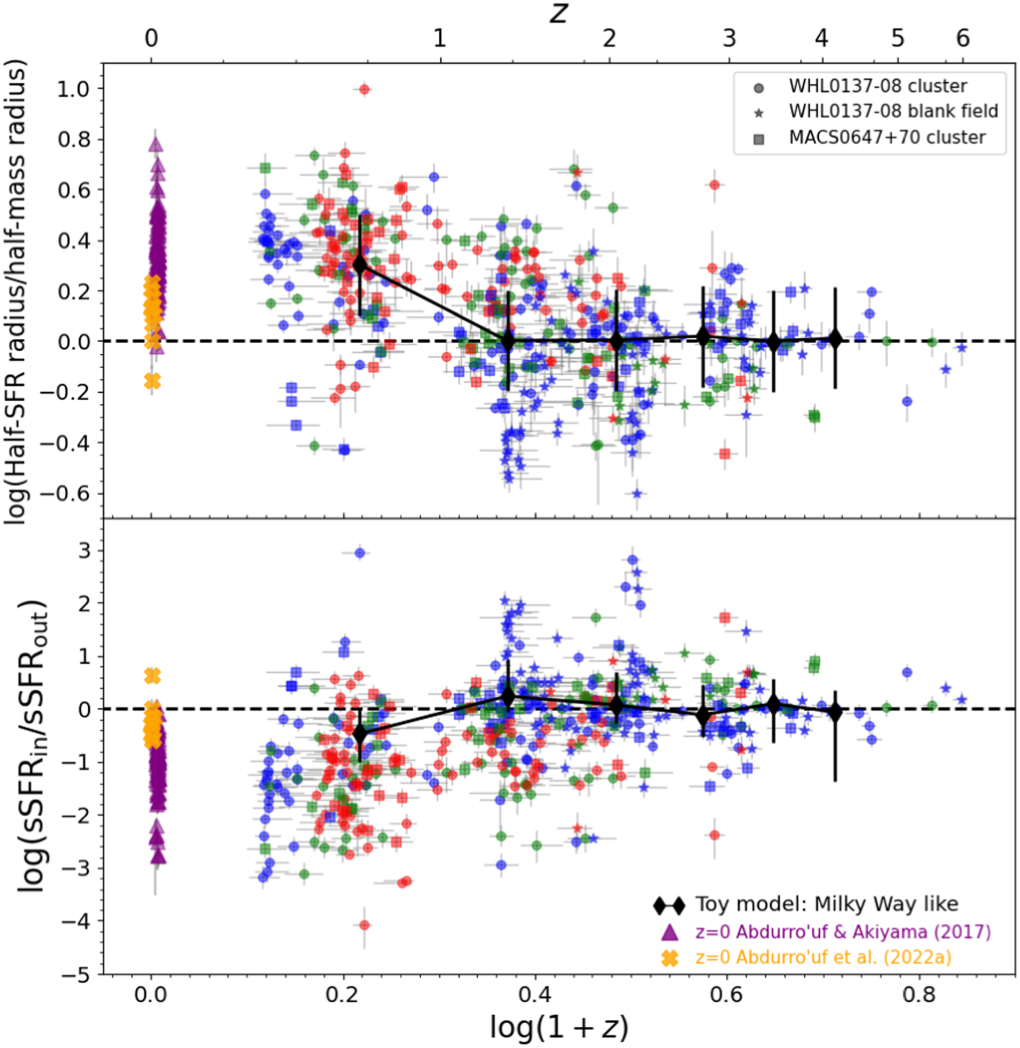 z
0 1 2 3 4 5 6
log(Half-SFR radius/half-mass radius)
1.0
0.8
0.6
0.4
0.2
0.0
−0.2
−0.4
−0.6
WHL0137-08 cluster
WHL0137-08 blank field
MACS0647+70 cluster
log(sSFRin/sSFRout)
3
2
1
0
−1
−2
−3
−4
−5
Toy model: Milky Way like
z=0 Abdurro'uf & Akiyama (2017)
z=0 Abdurro'uf et al. (2022a)
0.0 0.2 0.4 0.6 0.8
log(1 + z)